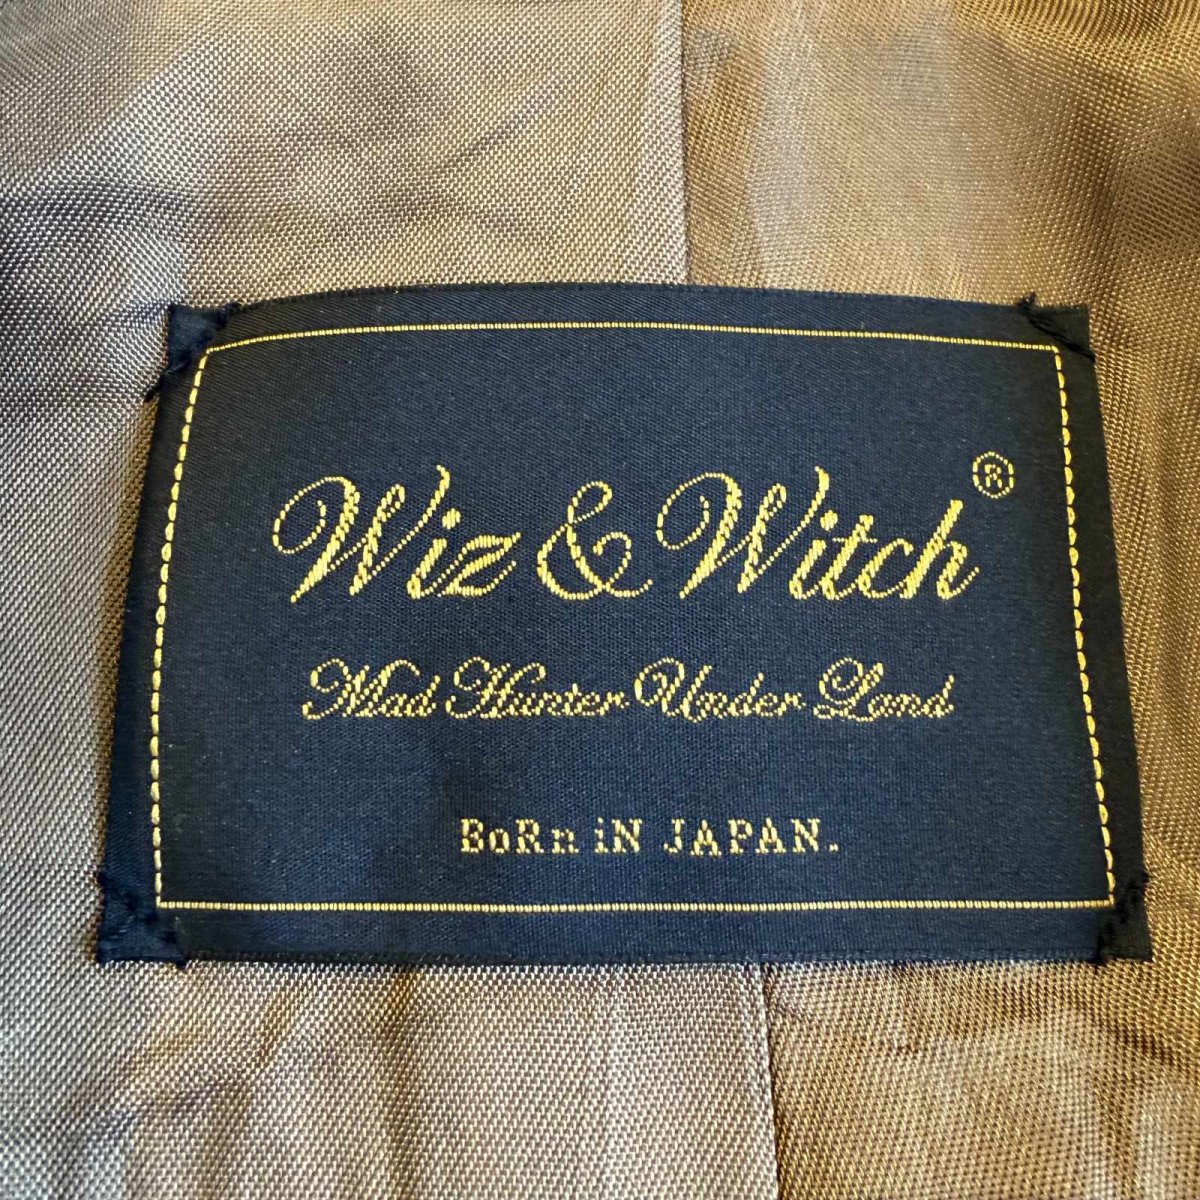 Wiz & Witch ®
Mad Hunter Under Land
BoRn iN JAPAN.